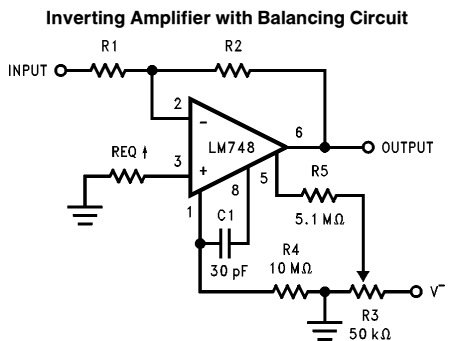 Inverting Amplifier with Balancing Circuit
R1
R2
INPUT
2
−
6
LM748
OUTPUT
REQ ↑
3
+
5
R5
8
1
C1
5.1 MΩ
30 pF
R4
10 MΩ
V⁻
R3
50 kΩ